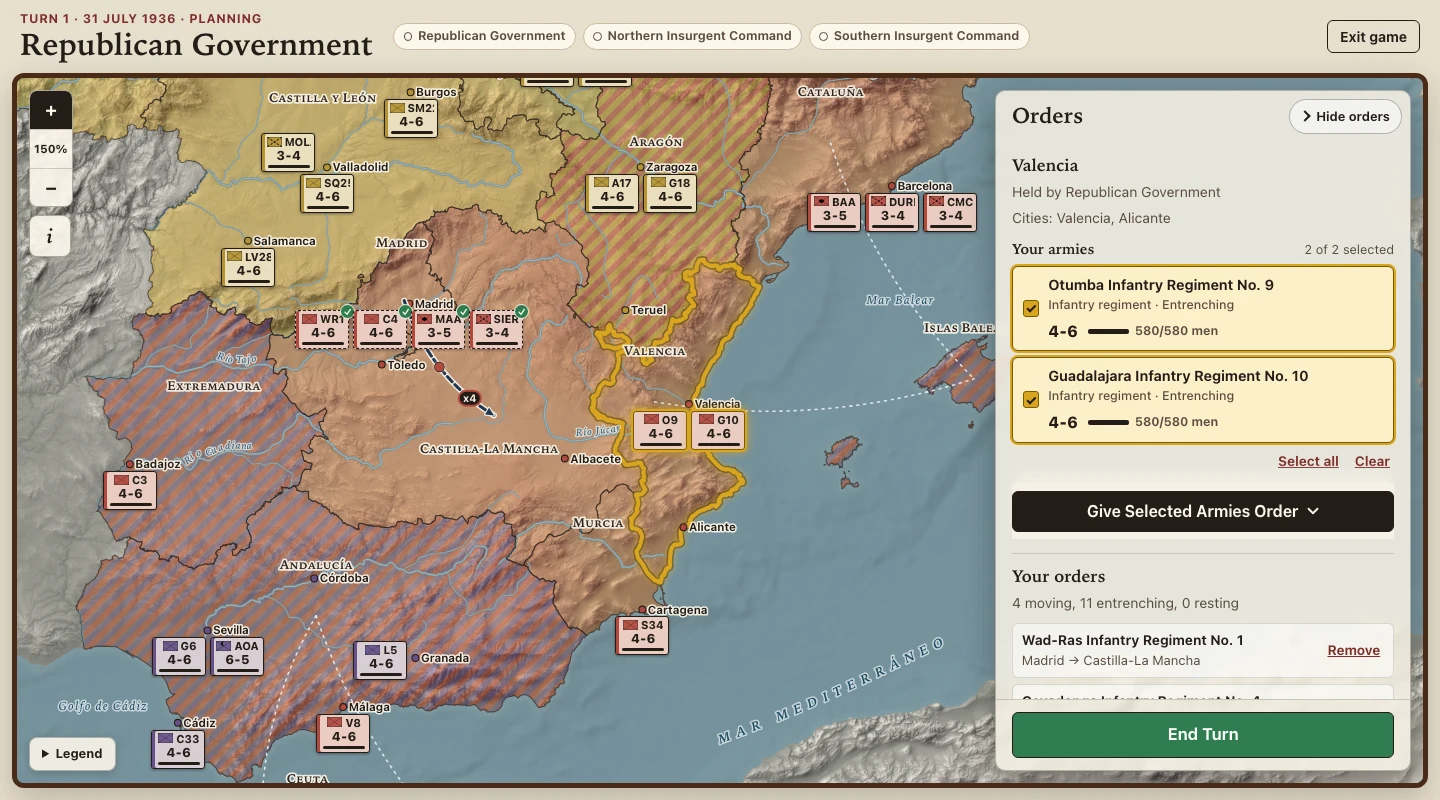 TURN 1 · 31 JULY 1936 · PLANNING
Republican Government
Republican Government
Northern Insurgent Command
Southern Insurgent Command
Exit game
+
150%
−
i
Castilla y León
Burgos
SM2
4-6
MOL
3-4
Valladolid
SQ2
4-6
Salamanca
LV28
4-6
Cataluña
Aragón
Zaragoza
A17
4-6
G18
4-6
Barcelona
BAA
3-5
DUR
3-4
CMC
3-4
Madrid
Madrid
WR1
4-6
C4
4-6
MAA
3-5
SIER
3-4
Toledo
x4
Teruel
Mar Balear
Islas Balea
Valencia
Río Tajo
Extremadura
Río Guadiana
Badajoz
C3
4-6
Castilla-La Mancha
Río Júcar
Albacete
Valencia
O9
4-6
G10
4-6
Murcia
Alicante
Andalucía
Córdoba
Cartagena
S34
4-6
Sevilla
G6
4-6
AOA
6-5
L5
4-6
Granada
Golfo de Cádiz
Cádiz
C33
4-6
Málaga
V8
4-6
MAR MEDITERRÁNEO
Ceuta
Legend
Orders
Hide orders
Valencia
Held by Republican Government
Cities: Valencia, Alicante
Your armies
2 of 2 selected
Otumba Infantry Regiment No. 9
Infantry regiment · Entrenching
4-6 580/580 men
Guadalajara Infantry Regiment No. 10
Infantry regiment · Entrenching
4-6 580/580 men
Select all Clear
Give Selected Armies Order
Your orders
4 moving, 11 entrenching, 0 resting
Wad-Ras Infantry Regiment No. 1
Madrid → Castilla-La Mancha
Remove
End Turn